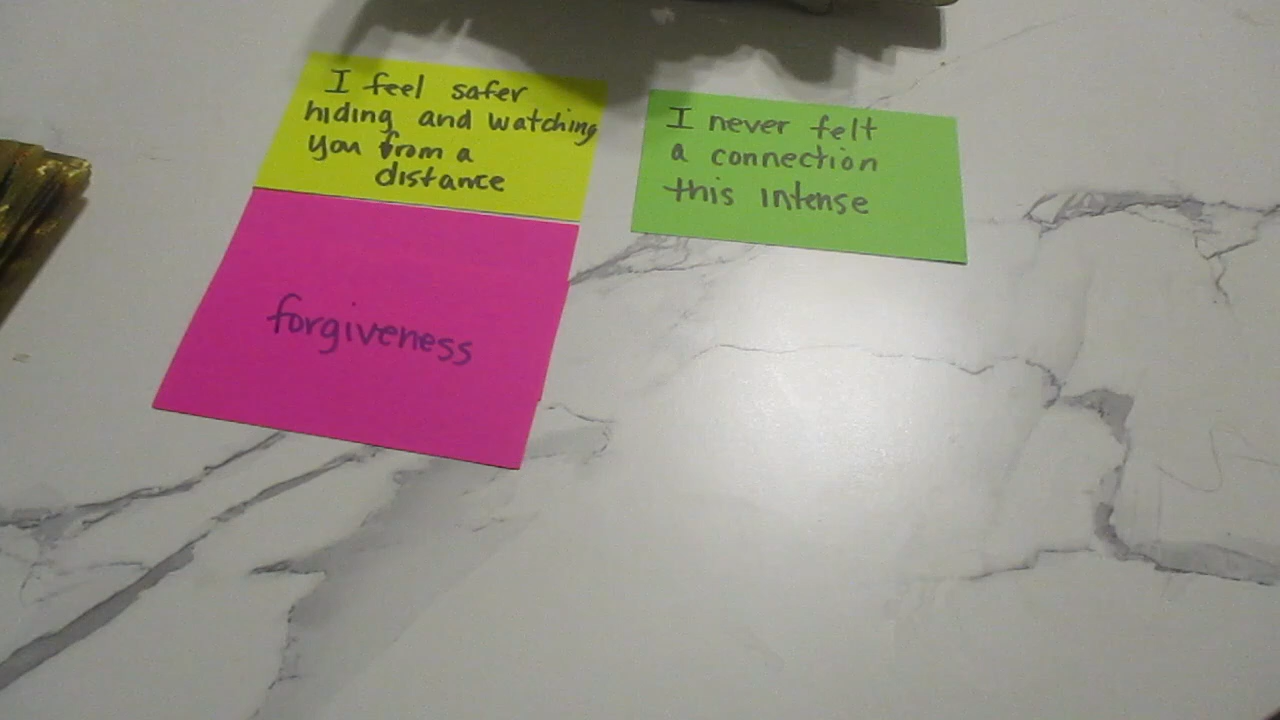 I feel safer
hiding and watching
you from a
distance
forgiveness
I never felt
a connection
this intense